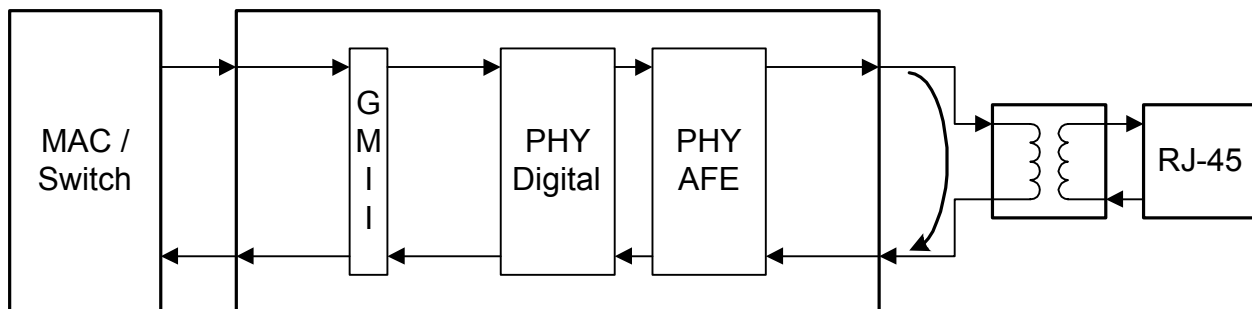 MAC /
Switch
G
M
I
I
PHY
Digital
PHY
AFE
RJ-45